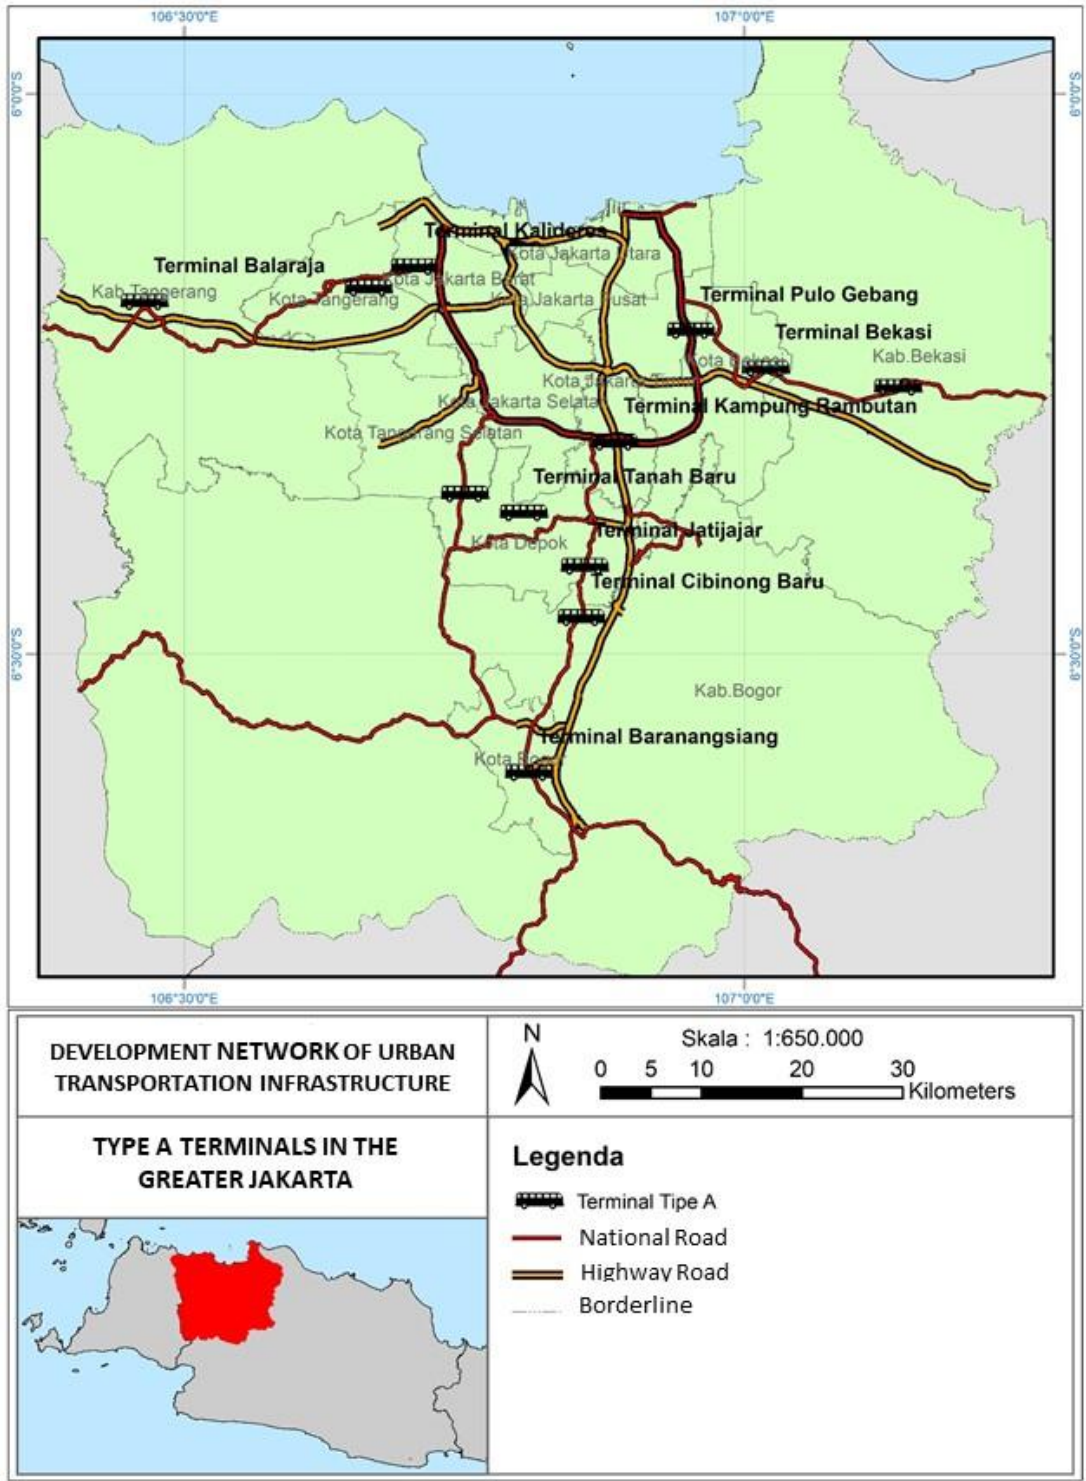 106°30'0"E 107°0'0"E
6°0'0"S 6°0'0"S
Terminal Kalideres
Kota Jakarta Utara
Terminal Balaraja
Kota Jakarta Barat
Kab.Tangerang
Kota Tangerang
Kota Jakarta Pusat
Terminal Pulo Gebang
Terminal Bekasi
Kota Bekasi
Kab.Bekasi
Kota Jakarta Timur
Kota Jakarta Selatan
Terminal Kampung Rambutan
Kota Tangerang Selatan
Terminal Tanah Baru
Terminal Jatijajar
Kota Depok
Terminal Cibinong Baru
6°30'0"S 6°30'0"S
Kab.Bogor
Terminal Baranangsiang
Kota Bogor
106°30'0"E 107°0'0"E
DEVELOPMENT NETWORK OF URBAN
TRANSPORTATION INFRASTRUCTURE
TYPE A TERMINALS IN THE
GREATER JAKARTA
N
Skala : 1:650.000
0 5 10 20 30
Kilometers
Legenda
Terminal Tipe A
National Road
Highway Road
Borderline